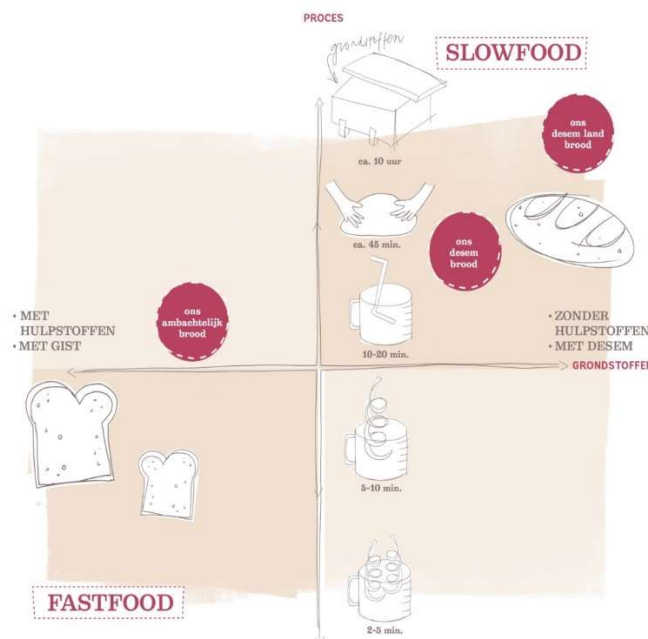 PROCES
grondstoffen
SLOWFOOD
ons
desem land
brood
ca. 10 uur
ca. 45 min.
ons
desem
brood
• MET
HULPSTOFFEN
• MET GIST
ons
ambachtelijk
brood
10-20 min.
• ZONDER
HULPSTOFFEN
• MET DESEM
GRONDSTOFFEN
5-10 min.
FASTFOOD
2-5 min.